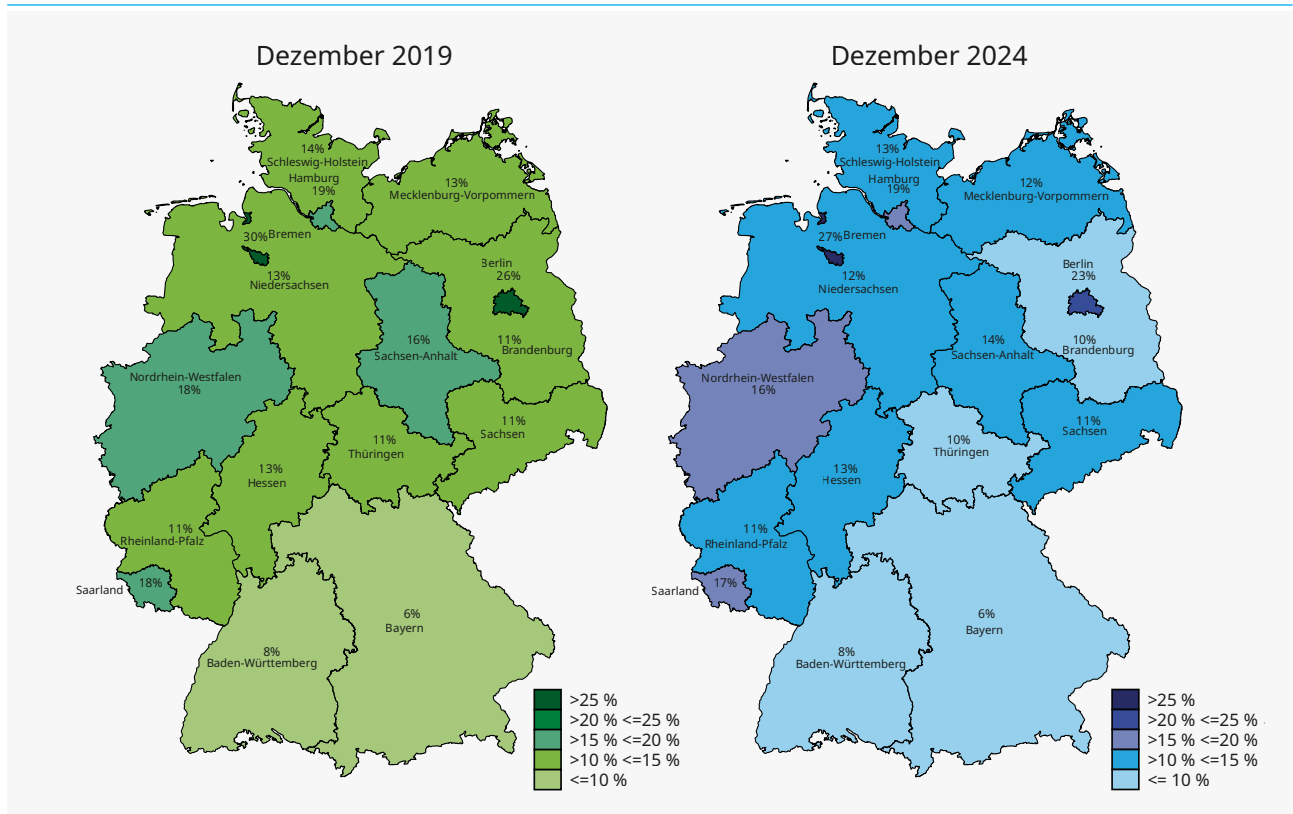 Dezember 2019
14%
Schleswig-Holstein
Hamburg
19%
13%
Mecklenburg-Vorpommern
30%
Bremen
13%
Niedersachsen
Berlin
26%
16%
Sachsen-Anhalt
11%
Brandenburg
Nordrhein-Westfalen
18%
11%
Sachsen
11%
Thüringen
13%
Hessen
11%
Rheinland-Pfalz
18%
Saarland
6%
Bayern
8%
Baden-Württemberg
>25 %
>20 % <=25 %
>15 % <=20 %
>10 % <=15 %
<=10 %
Dezember 2024
13%
Schleswig-Holstein
Hamburg
19%
12%
Mecklenburg-Vorpommern
27%
Bremen
12%
Niedersachsen
Berlin
23%
14%
Sachsen-Anhalt
10%
Brandenburg
Nordrhein-Westfalen
16%
11%
Sachsen
10%
Thüringen
13%
Hessen
11%
Rheinland-Pfalz
17%
Saarland
6%
Bayern
8%
Baden-Württemberg
>25 %
>20 % <=25 %
>15 % <=20 %
>10 % <=15 %
<= 10 %